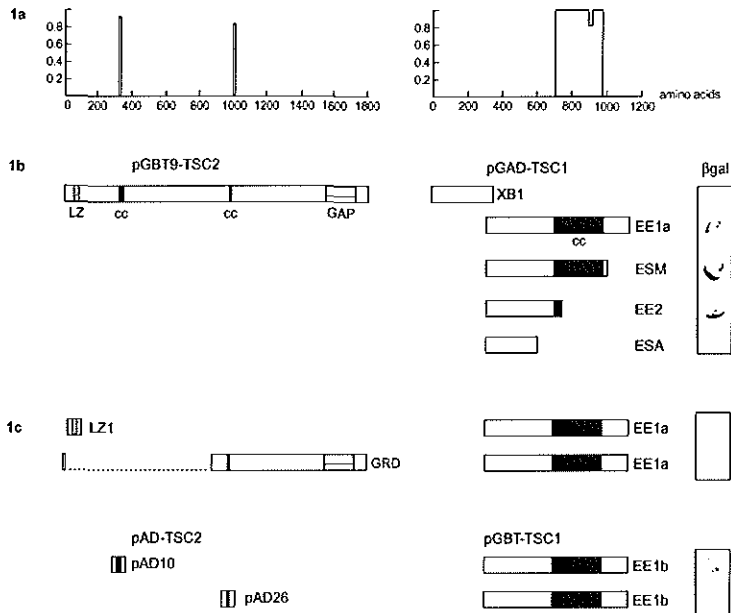 1a
0.8 0.8
0.6 0.6
0.4 0.4
0.2 0.2
amino acids
0 200 400 600 800 1000 1200 1400 1600 1800 0 200 400 600 800 1000 1200
1b pGBT9-TSC2 pGAD-TSC1 βgal
XB1
LZ cc cc GAP EE1a
cc
ESM
EE2
ESA
1c LZ1 EE1a
GRD EE1a
pAD-TSC2 pGBT-TSC1
pAD10 EE1b
pAD26 EE1b